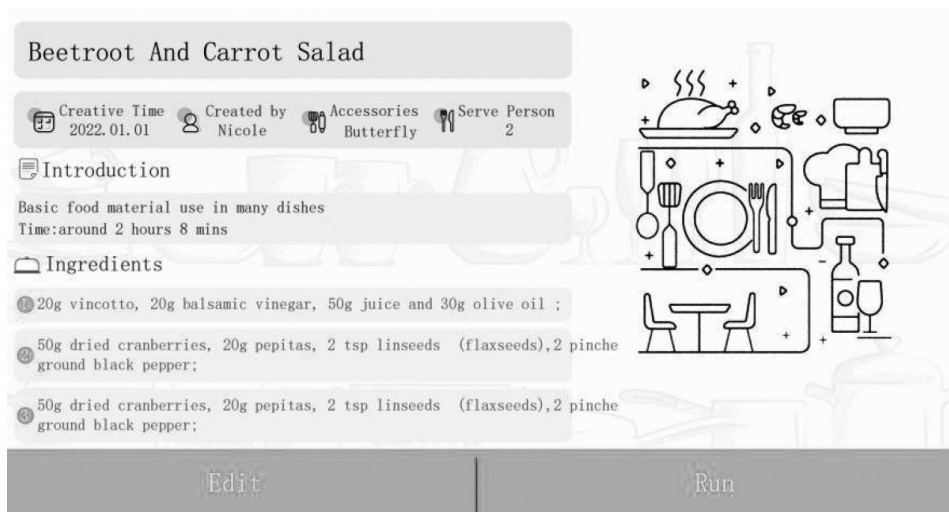 Beetroot And Carrot Salad
Creative Time
2022.01.01
Created by
Nicole
Accessories
Butterfly
Serve Person
2
Introduction
Basic food material use in many dishes
Time:around 2 hours 8 mins
Ingredients
1 20g vincotto, 20g balsamic vinegar, 50g juice and 30g olive oil ;
2 50g dried cranberries, 20g pepitas, 2 tsp linseeds (flaxseeds),2 pinche
ground black pepper;
3 50g dried cranberries, 20g pepitas, 2 tsp linseeds (flaxseeds),2 pinche
ground black pepper;
Edit
Run